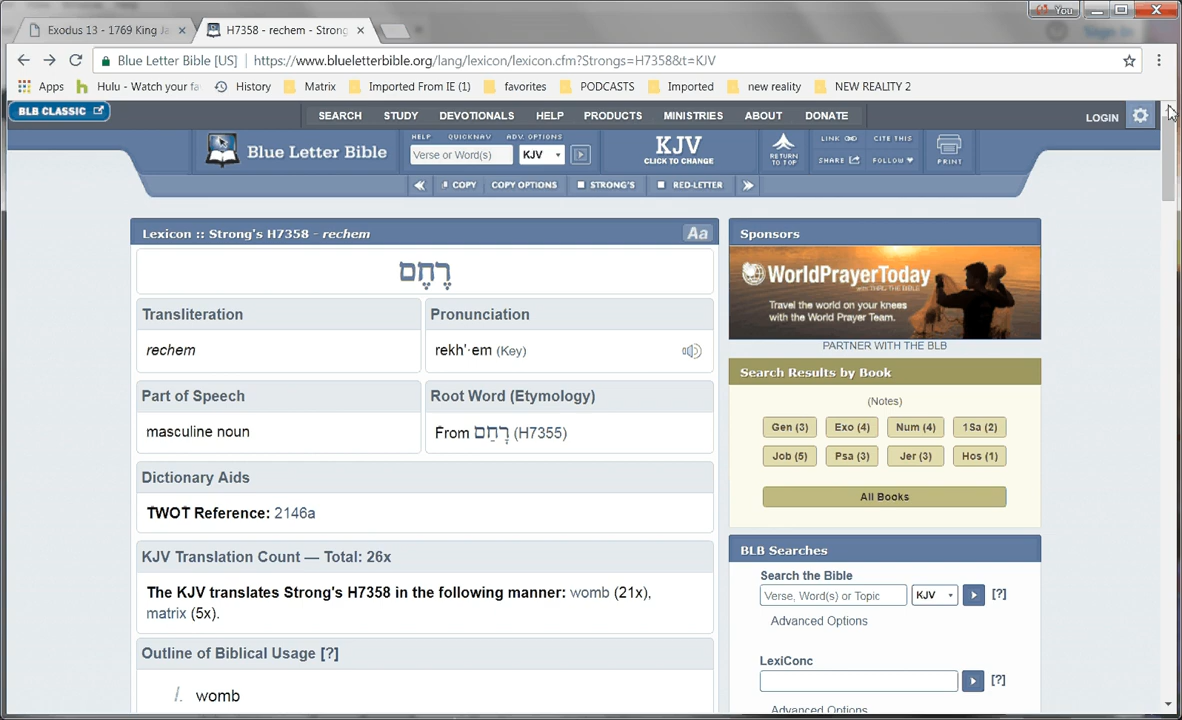 You
Exodus 13 - 1769 King Ja
H7358 - rechem - Strong
Blue Letter Bible [US]
https://www.blueletterbible.org/lang/lexicon/lexicon.cfm?Strongs=H7358&t=KJV
Apps
Hulu - Watch your fa
History
Matrix
Imported From IE (1)
favorites
PODCASTS
Imported
new reality
NEW REALITY 2
BLB CLASSIC
SEARCH STUDY DEVOTIONALS HELP PRODUCTS MINISTRIES ABOUT DONATE
LOGIN
HELP QUICKNAV ADV. OPTIONS
Blue Letter Bible
Verse or Word(s)
KJV
KJV
CLICK TO CHANGE
RETURN
TO TOP
LINK
CITE THIS
SHARE
FOLLOW
PRINT
COPY
COPY OPTIONS
STRONG'S
RED-LETTER
Lexicon :: Strong's H7358 - rechem
Aa
רֶחֶם
Transliteration
rechem
Pronunciation
rekh'·em (Key)
Part of Speech
masculine noun
Root Word (Etymology)
From רָחַם (H7355)
Dictionary Aids
TWOT Reference: 2146a
KJV Translation Count — Total: 26x
The KJV translates Strong's H7358 in the following manner: womb (21x),
matrix (5x).
Outline of Biblical Usage [?]
I. womb
Sponsors
WorldPrayerToday
Travel the world on your knees
with the World Prayer Team.
PARTNER WITH THE BLB
Search Results by Book
(Notes)
Gen (3) Exo (4) Num (4) 1Sa (2)
Job (5) Psa (3) Jer (3) Hos (1)
All Books
BLB Searches
Search the Bible
Verse, Word(s) or Topic
KJV
[?]
Advanced Options
LexiConc
[?]
Advanced Options